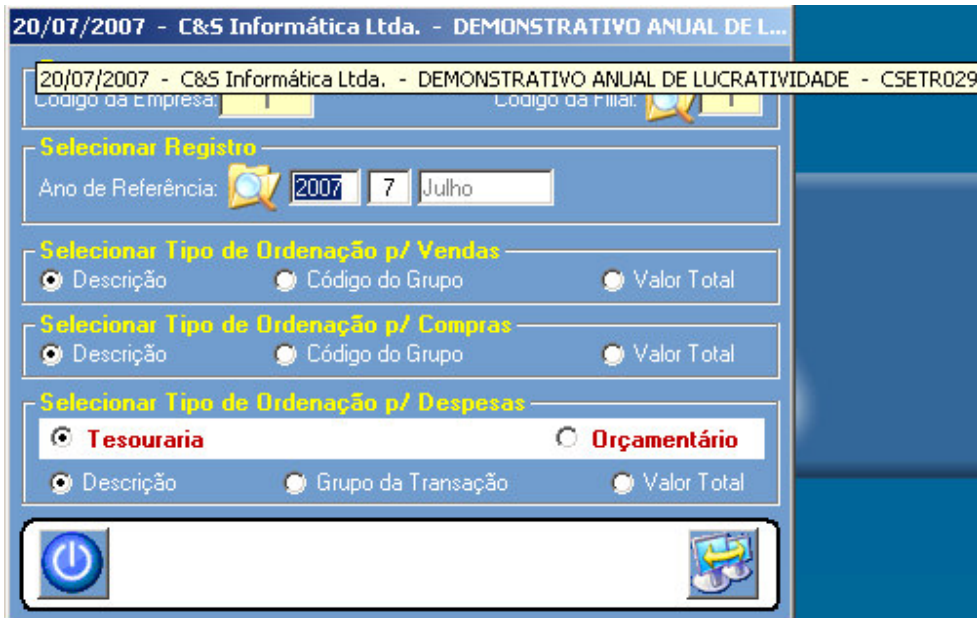 20/07/2007 - C&S Informática Ltda. - DEMONSTRATIVO ANUAL DE L...
20/07/2007 - C&S Informática Ltda. - DEMONSTRATIVO ANUAL DE LUCRATIVIDADE - CSETR029
Código da Empresa: 1 Código da Filial: 1
Selecionar Registro
Ano de Referência: 2007 7 Julho
Selecionar Tipo de Ordenação p/ Vendas
Descrição Código do Grupo Valor Total
Selecionar Tipo de Ordenação p/ Compras
Descrição Código do Grupo Valor Total
Selecionar Tipo de Ordenação p/ Despesas
Tesouraria Orçamentário
Descrição Grupo da Transação Valor Total